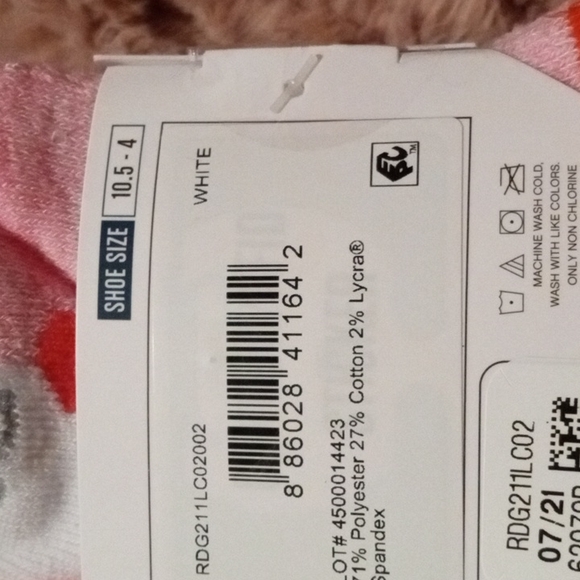 SHOE SIZE 10.5 - 4
RDG211LC02002 WHITE
8 86028 41164 2
LOT# 4500014423
71% Polyester 27% Cotton 2% Lycra®
Spandex
MACHINE WASH COLD,
WASH WITH LIKE COLORS.
ONLY NON CHLORINE
RDG211LC02
07/21